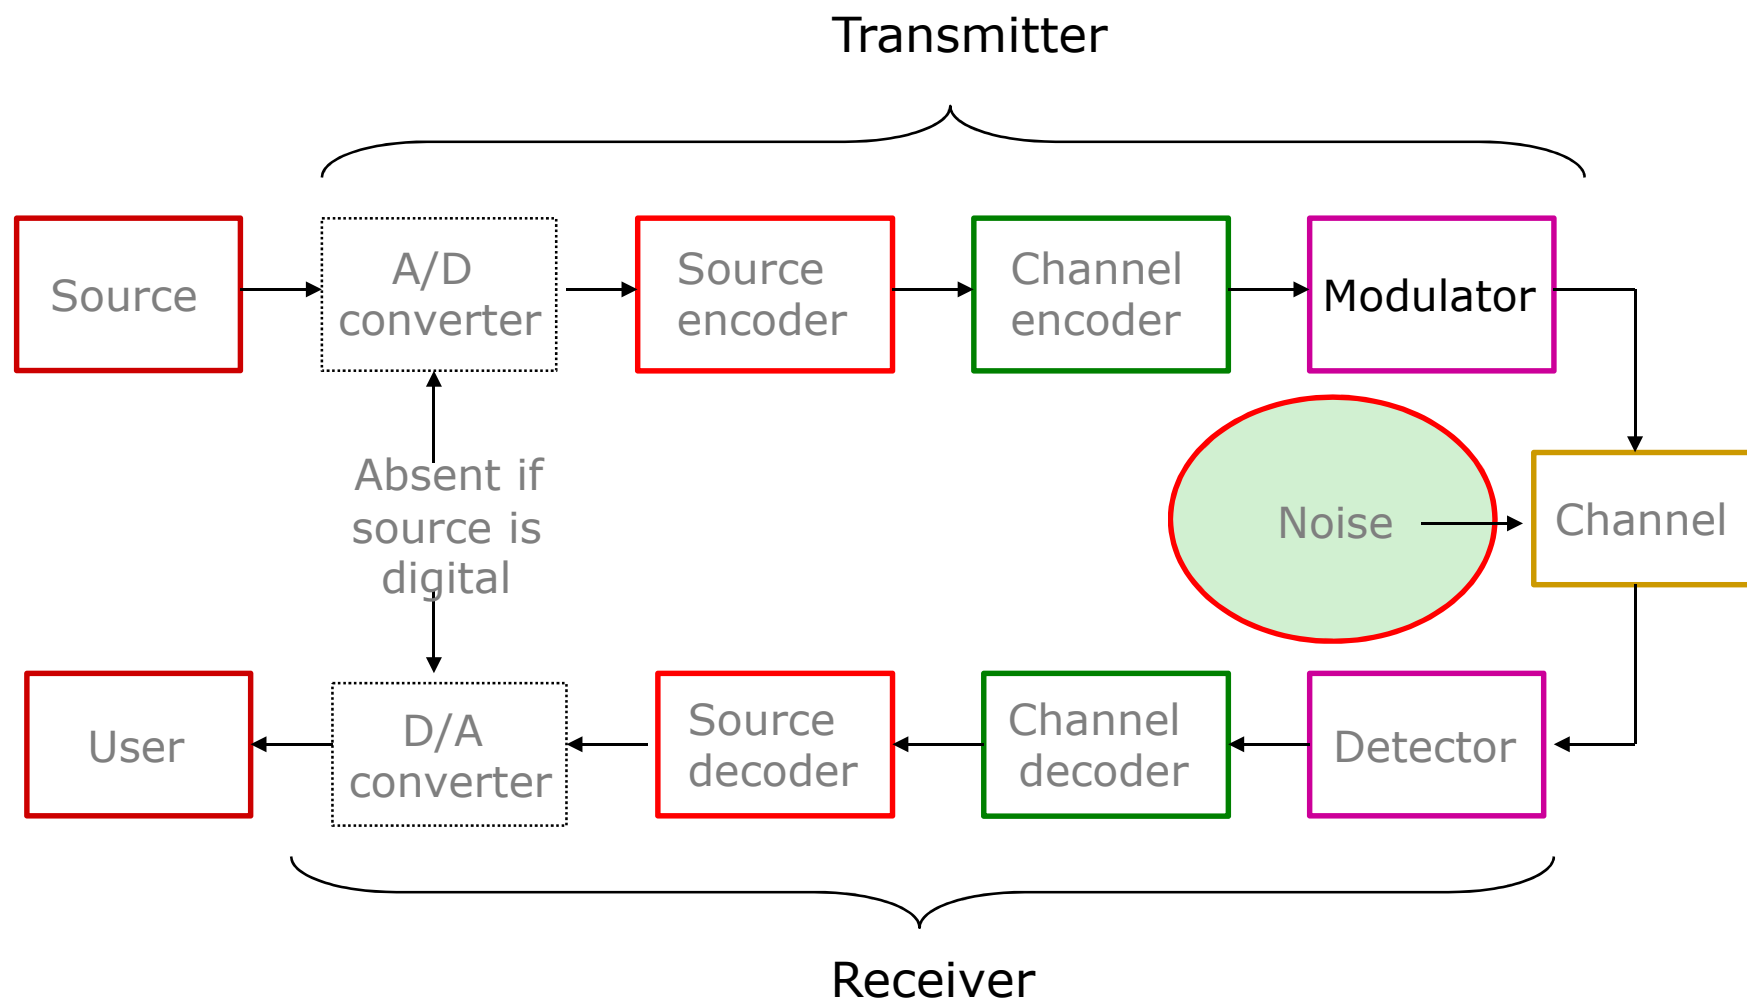 Transmitter
Source
A/D
converter
Source
encoder
Channel
encoder
Modulator
Absent if
source is
digital
Noise
Channel
User
D/A
converter
Source
decoder
Channel
decoder
Detector
Receiver